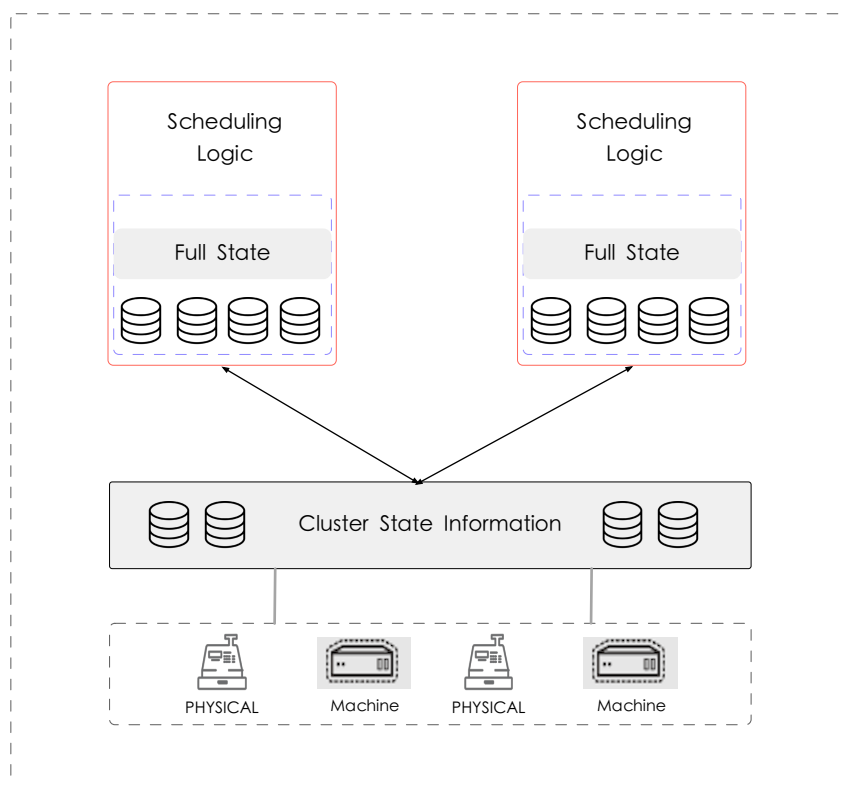 Scheduling
Logic
Scheduling
Logic
Full State
Full State
Cluster State Information
PHYSICAL
Machine
PHYSICAL
Machine